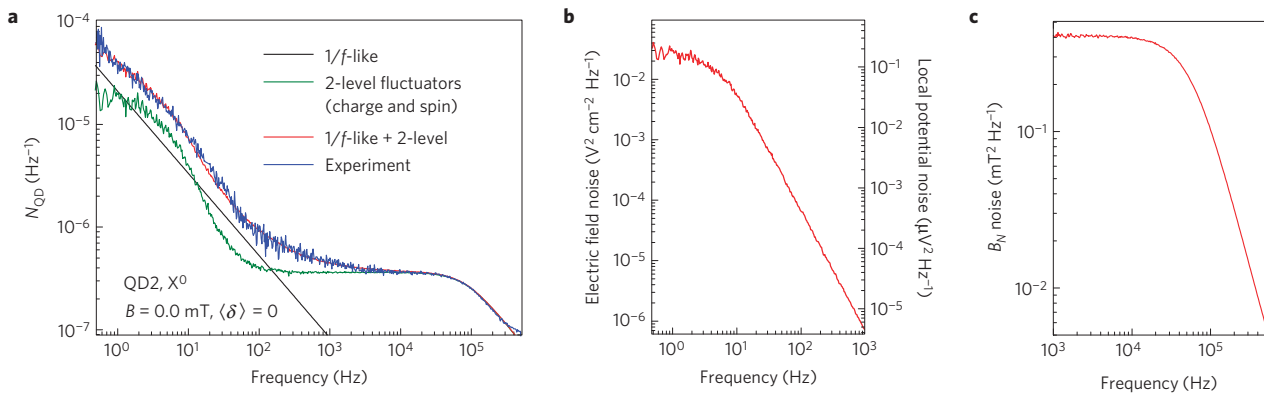 a
10⁻⁴
10⁻⁵
10⁻⁶
10⁻⁷
N_QD (Hz⁻¹)
1/f-like
2-level fluctuators
(charge and spin)
1/f-like + 2-level
Experiment
QD2, X⁰
B = 0.0 mT, ⟨δ⟩ = 0
10⁰ 10¹ 10² 10³ 10⁴ 10⁵
Frequency (Hz)
b
10⁻²
10⁻³
10⁻⁴
10⁻⁵
10⁻⁶
Electric field noise (V² cm⁻² Hz⁻¹)
10⁻¹
10⁻²
10⁻³
10⁻⁴
10⁻⁵
Local potential noise (μV² Hz⁻¹)
10⁰ 10¹ 10² 10³
Frequency (Hz)
c
10⁻¹
10⁻²
B_N noise (mT² Hz⁻¹)
10³ 10⁴ 10⁵
Frequency (Hz)